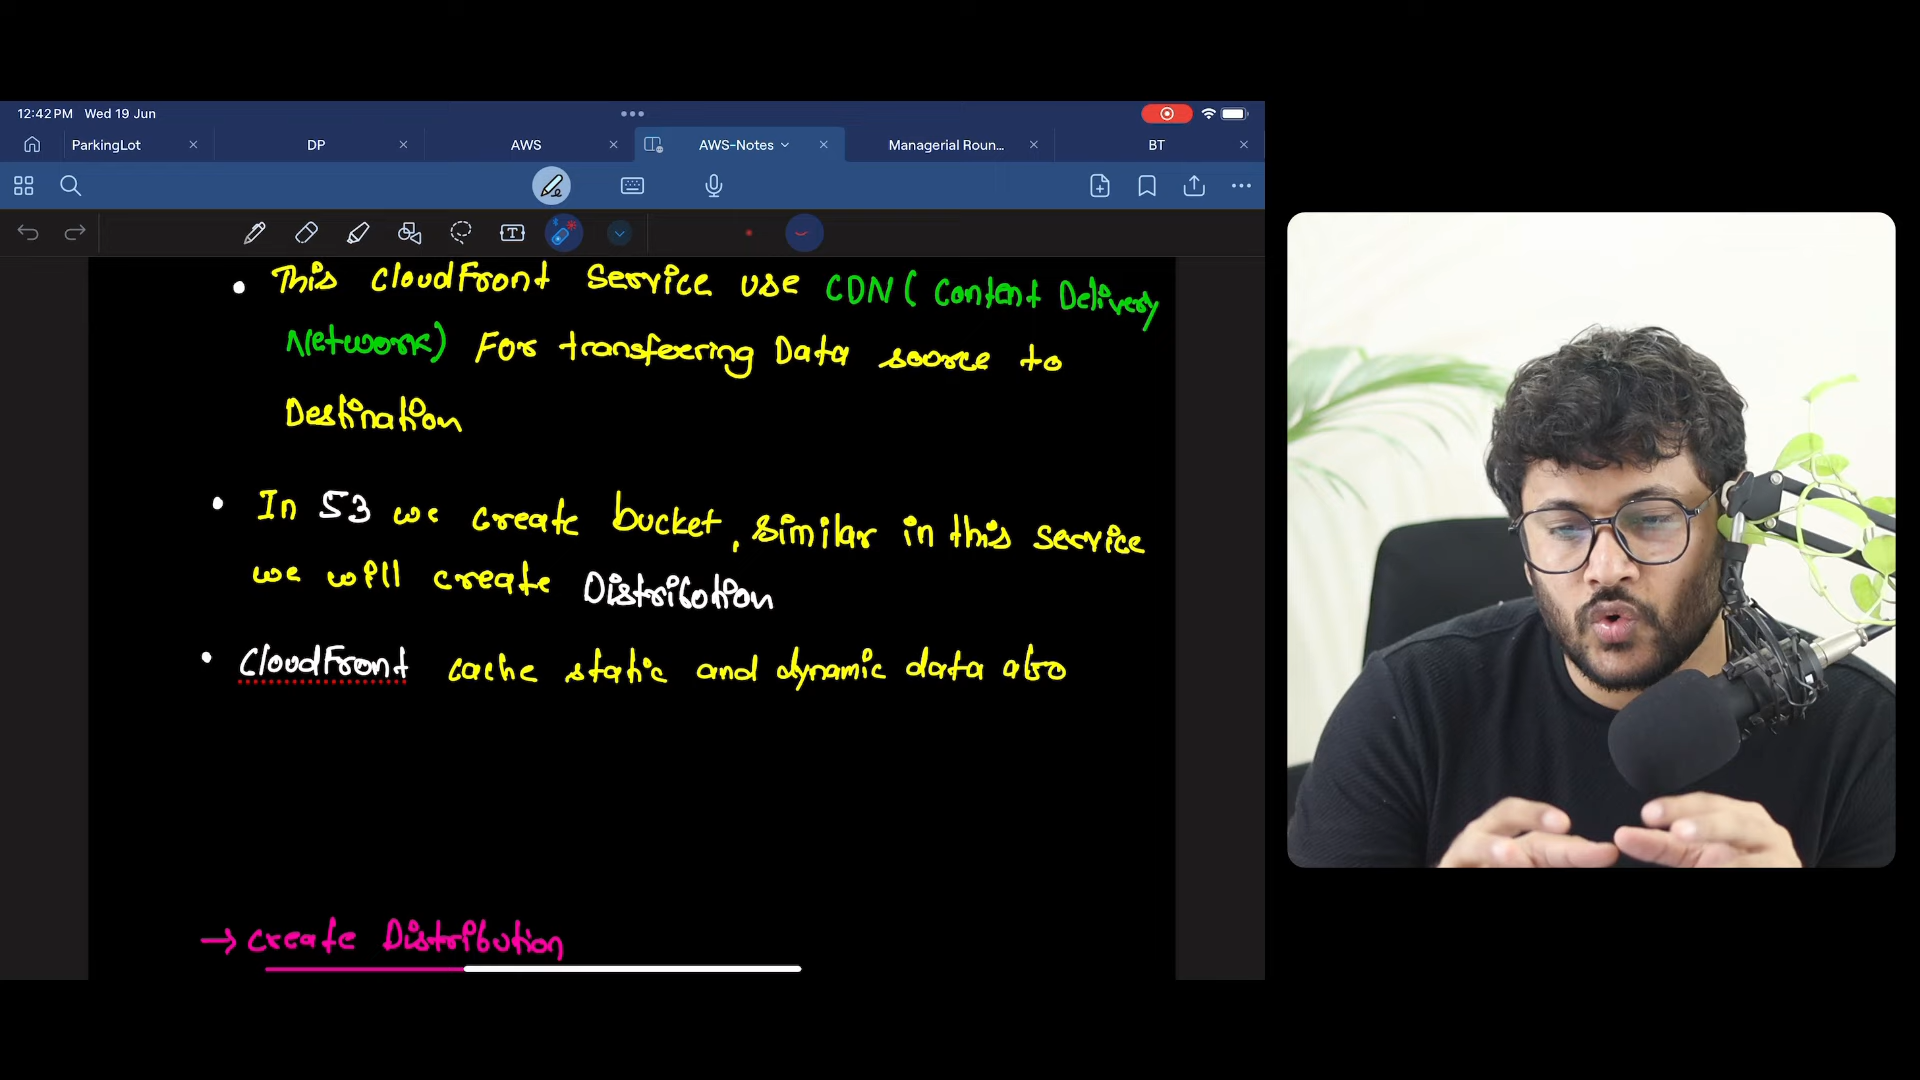 12:42 PM Wed 19 Jun
ParkingLot DP AWS AWS-Notes Managerial Roun... BT
This CloudFront Service use CDN ( Content Delivery
Network) For transfeering Data source to
Destination
In S3 we create bucket, similar in this service
we will create Distribution
CloudFront cache static and dynamic data also
→ Create Distribution